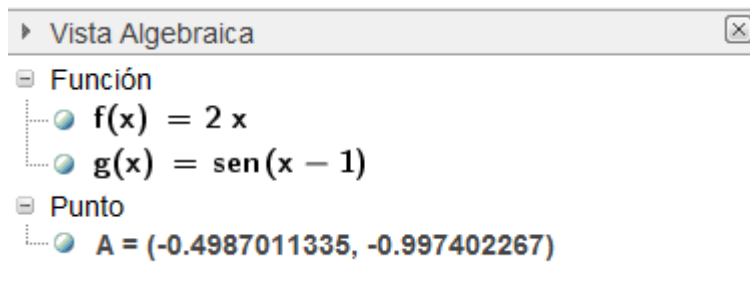 Vista Algebraica
Función
f(x) = 2 x
g(x) = sen(x − 1)
Punto
A = (-0.4987011335, -0.997402267)